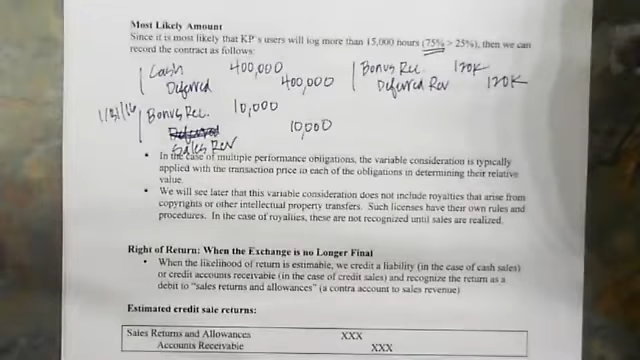 Most Likely Amount
Since it is most likely that KP's users will log more than 15,000 hours (75% > 25%), then we can
record the contract as follows:
Cash 400,000 Bonus Rec. 120K
Deferred 400,000 Deferred Rev 120K
1/31/16 Bonus Rec. 10,000
Deferred 10,000
Sales Rev
• In the case of multiple performance obligations, the variable consideration is typically
applied with the transaction price to each of the obligations in determining their relative
value.
• We will see later that this variable consideration does not include royalties that arise from
copyrights or other intellectual property transfers. Such licenses have their own rules and
procedures. In the case of royalties, these are not recognized until sales are realized.
Right of Return: When the Exchange is no Longer Final
• When the likelihood of return is estimable, we credit a liability (in the case of cash sales)
or credit accounts receivable (in the case of credit sales) and recognize the return as a
debit to "sales returns and allowances" (a contra account to sales revenue)
Estimated credit sale returns:
Sales Returns and Allowances XXX
Accounts Receivable XXX